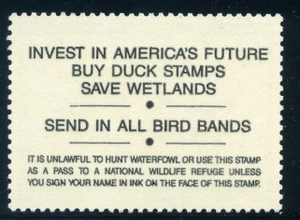 INVEST IN AMERICA'S FUTURE
BUY DUCK STAMPS
SAVE WETLANDS
SEND IN ALL BIRD BANDS
IT IS UNLAWFUL TO HUNT WATERFOWL OR USE THIS STAMP
AS A PASS TO A NATIONAL WILDLIFE REFUGE UNLESS
YOU SIGN YOUR NAME IN INK ON THE FACE OF THIS STAMP.